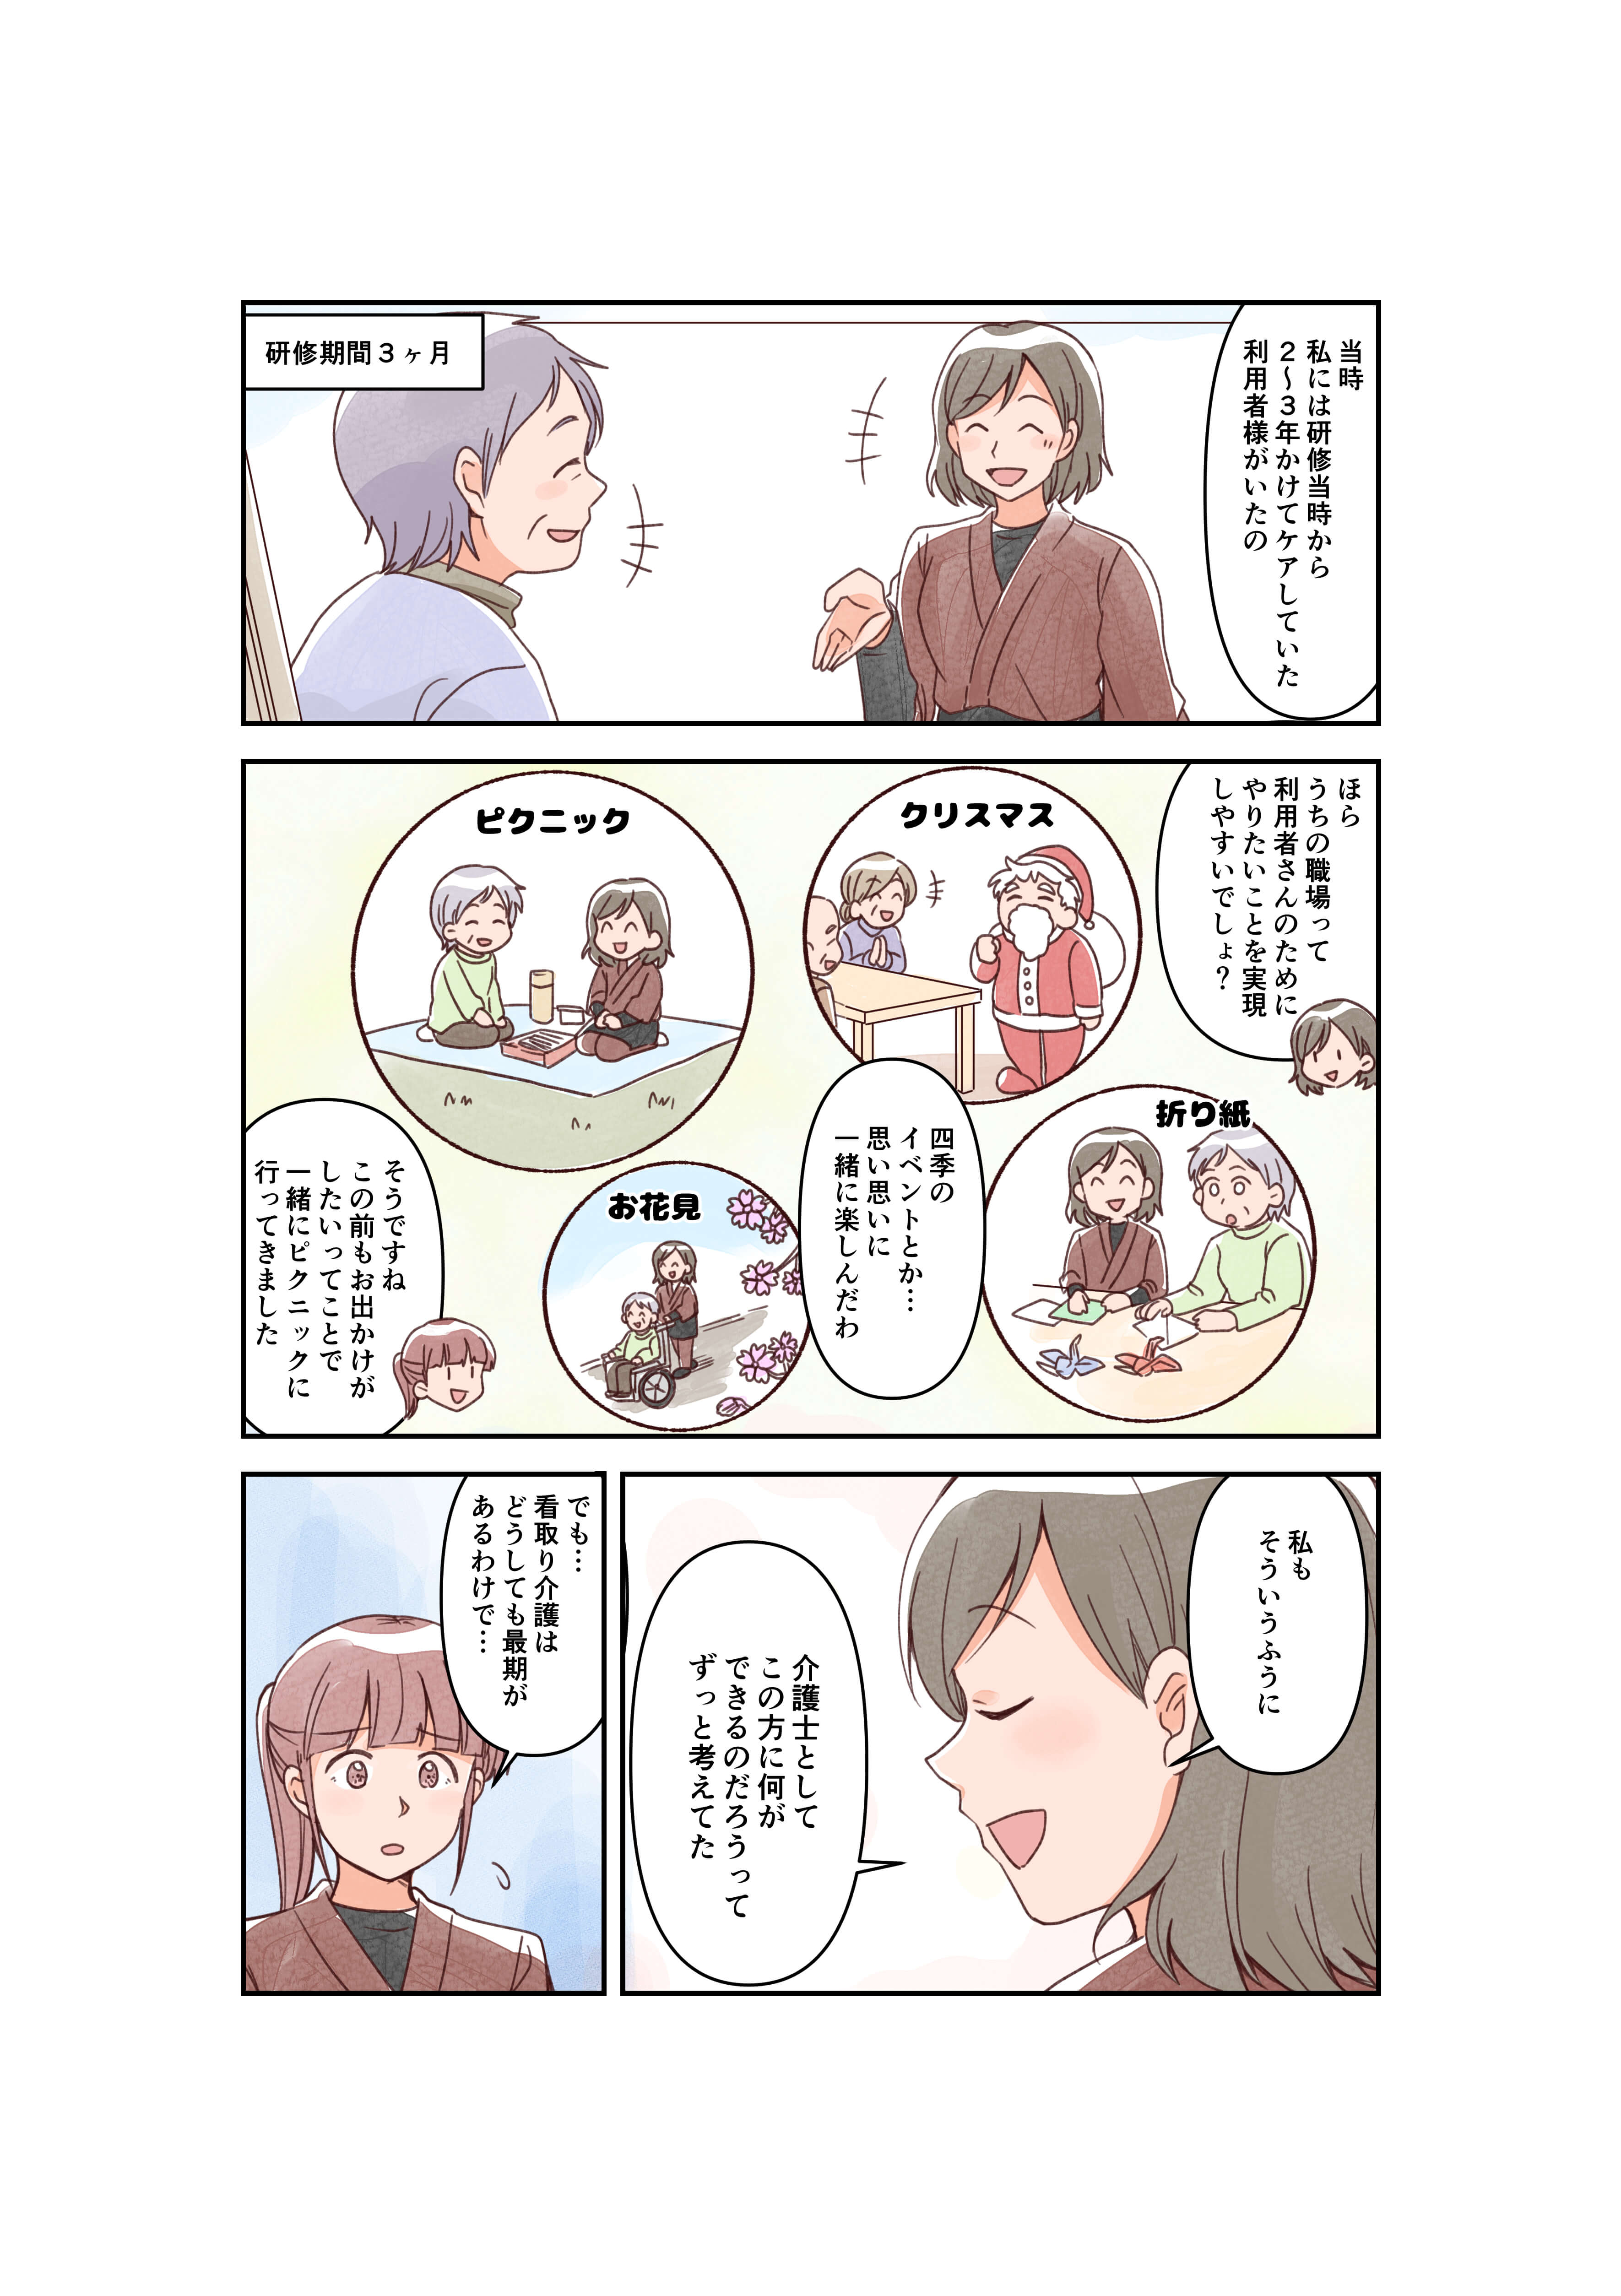 当時
私には研修当時から
２〜３年かけてケアしていた
利用者様がいたの
研修期間３ヶ月
ほら
うちの職場って
利用者さんのために
やりたいことを実現
しやすいでしょ？
クリスマス
折り紙
四季の
イベントとか…
思い思いに
一緒に楽しんだわ
ピクニック
お花見
そうですね
この前もお出かけが
したいってことで
一緒にピクニックに
行ってきました
私も
そういうふうに
介護士として
この方に何が
できるのだろうって
ずっと考えてた
でも…
看取り介護は
どうしても最期が
あるわけで…